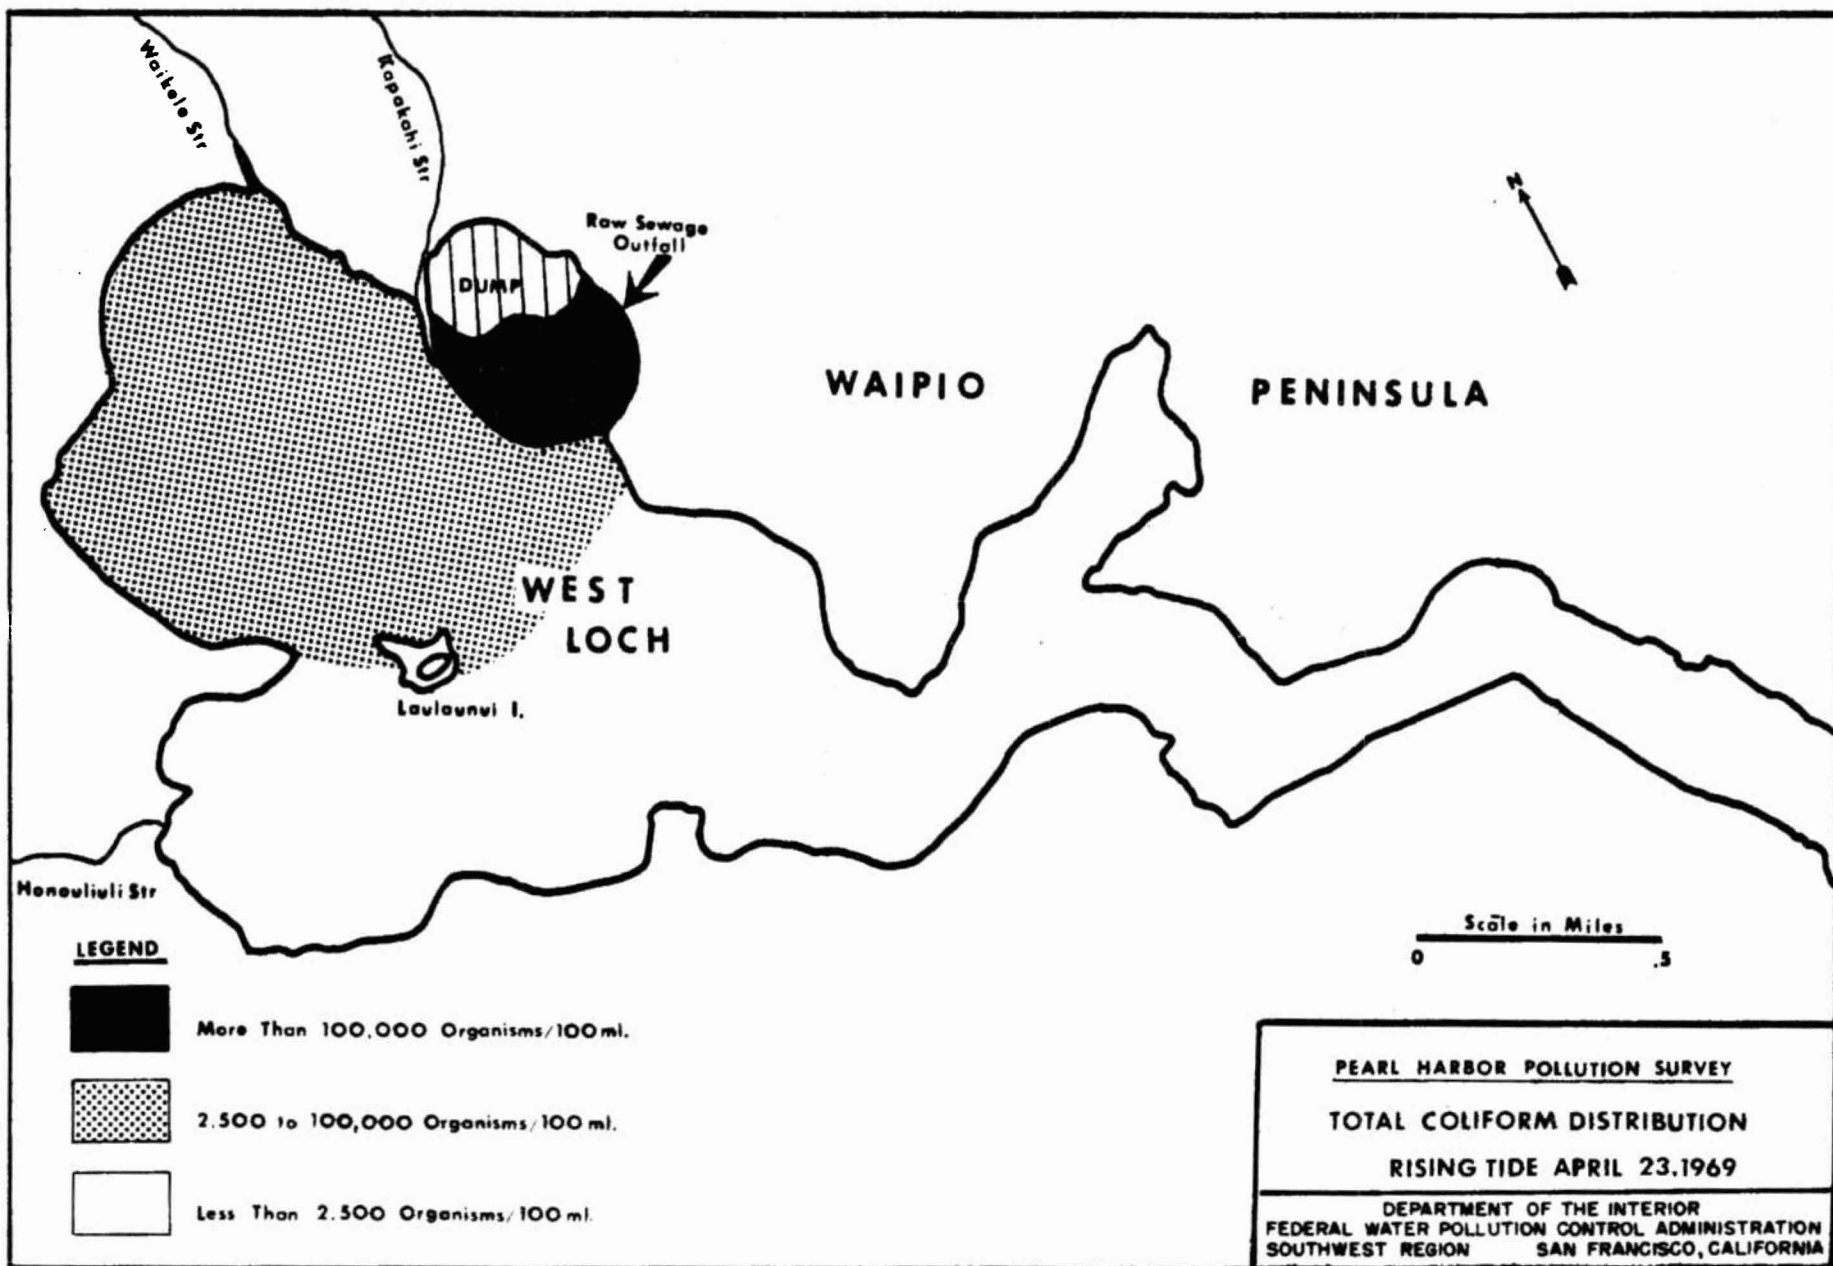 Waikele Str
Kapakahi Str
Raw Sewage
Outfall
DUMP
N
WAIPIO PENINSULA
WEST
LOCH
Laulaunui I.
Honouliuli Str
LEGEND
More Than 100,000 Organisms/100 ml.
2,500 to 100,000 Organisms/100 ml.
Less Than 2,500 Organisms/100 ml.
Scale in Miles
0 .5
PEARL HARBOR POLLUTION SURVEY
TOTAL COLIFORM DISTRIBUTION
RISING TIDE APRIL 23.1969
DEPARTMENT OF THE INTERIOR
FEDERAL WATER POLLUTION CONTROL ADMINISTRATION
SOUTHWEST REGION SAN FRANCISCO, CALIFORNIA